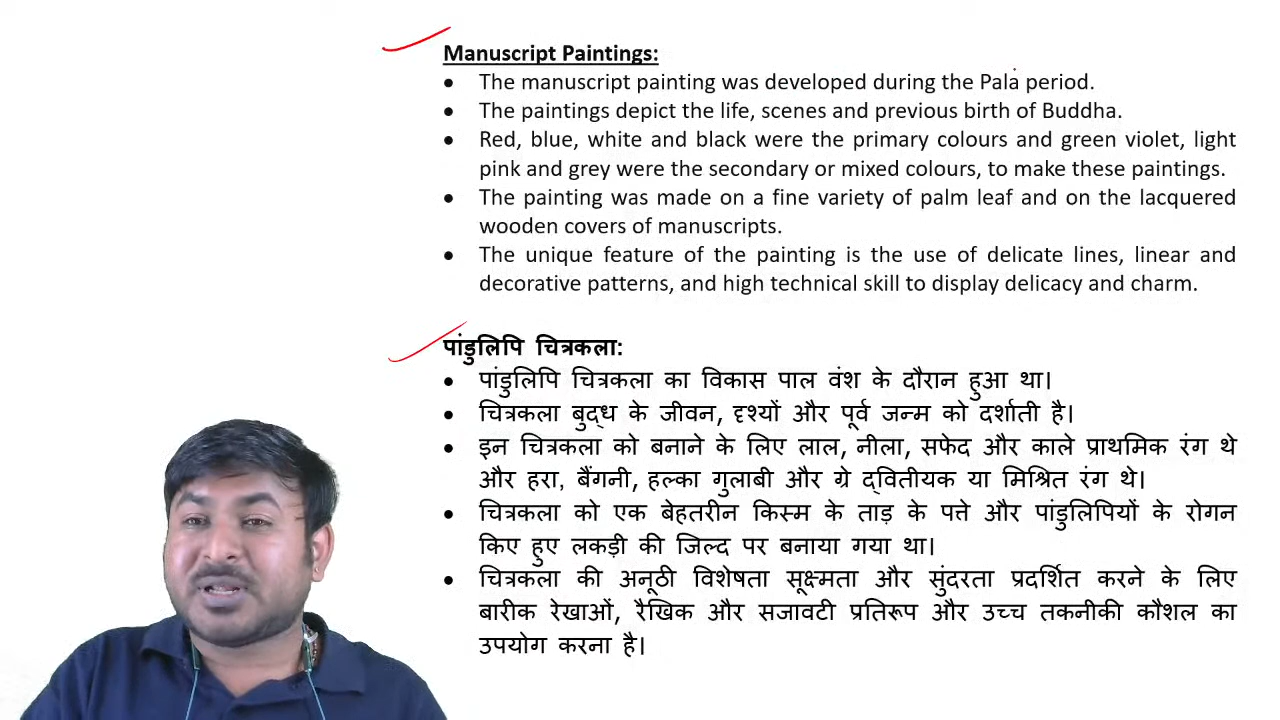 Manuscript Paintings:
• The manuscript painting was developed during the Pala period.
• The paintings depict the life, scenes and previous birth of Buddha.
• Red, blue, white and black were the primary colours and green violet, light
pink and grey were the secondary or mixed colours, to make these paintings.
• The painting was made on a fine variety of palm leaf and on the lacquered
wooden covers of manuscripts.
• The unique feature of the painting is the use of delicate lines, linear and
decorative patterns, and high technical skill to display delicacy and charm.
पांडुलिपि चित्रकला:
• पांडुलिपि चित्रकला का विकास पाल वंश के दौरान हुआ था।
• चित्रकला बुद्ध के जीवन, दृश्यों और पूर्व जन्म को दर्शाती है।
• इन चित्रकला को बनाने के लिए लाल, नीला, सफेद और काले प्राथमिक रंग थे
और हरा, बैंगनी, हल्का गुलाबी और ग्रे द्वितीयक या मिश्रित रंग थे।
• चित्रकला को एक बेहतरीन किस्म के ताड़ के पत्ते और पांडुलिपियों के रोगन
किए हुए लकड़ी की जिल्द पर बनाया गया था।
• चित्रकला की अनूठी विशेषता सूक्ष्मता और सुंदरता प्रदर्शित करने के लिए
बारीक रेखाओं, रैखिक और सजावटी प्रतिरूप और उच्च तकनीकी कौशल का
उपयोग करना है।